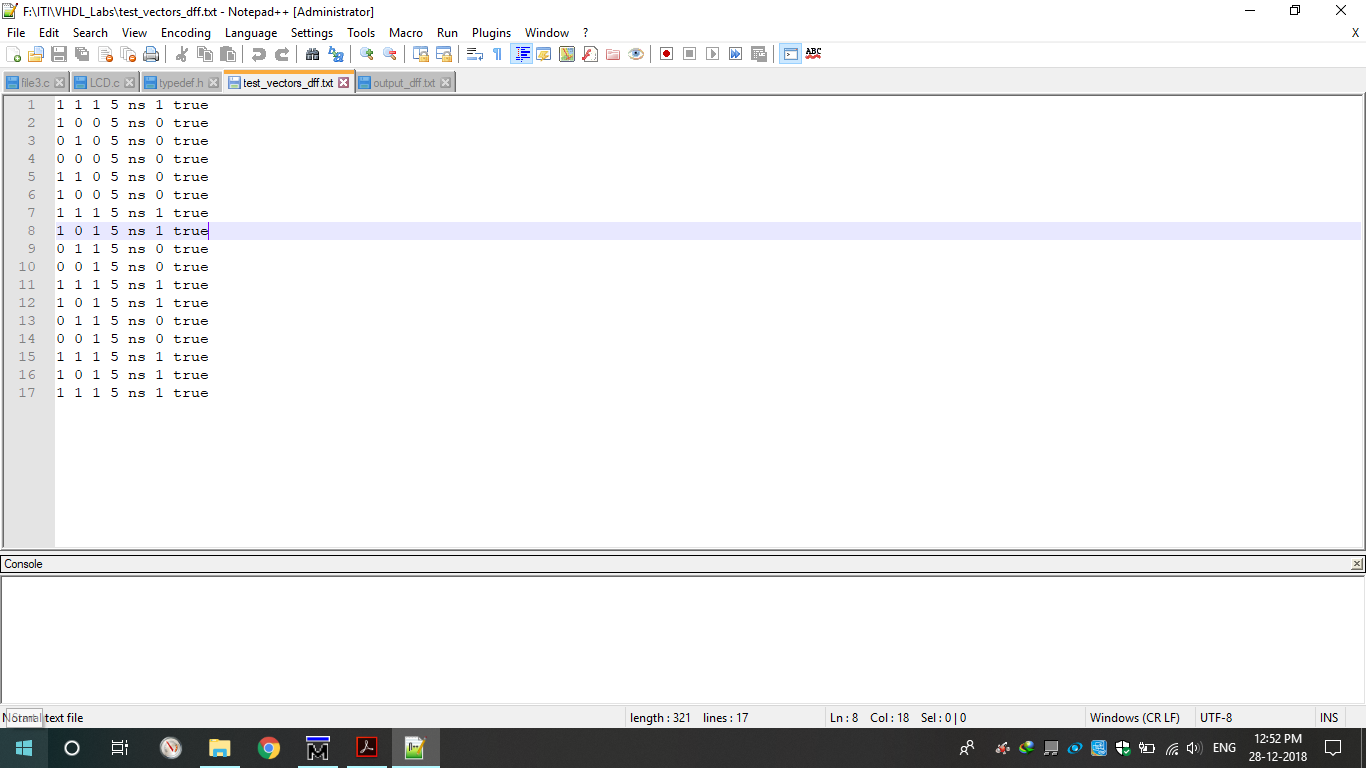 F:\ITI\VHDL_Labs\test_vectors_dff.txt - Notepad++ [Administrator]
File Edit Search View Encoding Language Settings Tools Macro Run Plugins Window ? X
file3.c LCD.c typedef.h test_vectors_dff.txt output_dff.txt
1 1 1 1 5 ns 1 true
2 1 0 0 5 ns 0 true
3 0 1 0 5 ns 0 true
4 0 0 0 5 ns 0 true
5 1 1 0 5 ns 0 true
6 1 0 0 5 ns 0 true
7 1 1 1 5 ns 1 true
8 1 0 1 5 ns 1 true
9 0 1 1 5 ns 0 true
10 0 0 1 5 ns 0 true
11 1 1 1 5 ns 1 true
12 1 0 1 5 ns 1 true
13 0 1 1 5 ns 0 true
14 0 0 1 5 ns 0 true
15 1 1 1 5 ns 1 true
16 1 0 1 5 ns 1 true
17 1 1 1 5 ns 1 true
Console
text file length : 321 lines : 17 Ln : 8 Col : 18 Sel : 0 | 0 Windows (CR LF) UTF-8 INS
Start
ENG 12:52 PM
28-12-2018